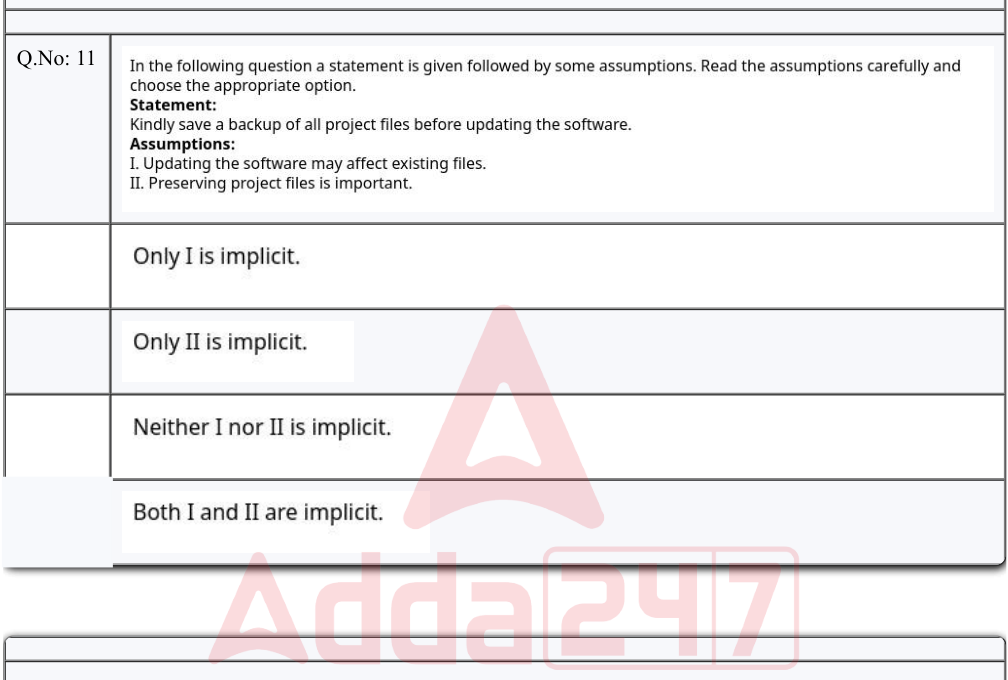 Q.No: 11
In the following question a statement is given followed by some assumptions. Read the assumptions carefully and
choose the appropriate option.
Statement:
Kindly save a backup of all project files before updating the software.
Assumptions:
I. Updating the software may affect existing files.
II. Preserving project files is important.
Only I is implicit.
Only II is implicit.
Neither I nor II is implicit.
Both I and II are implicit.
Adda247